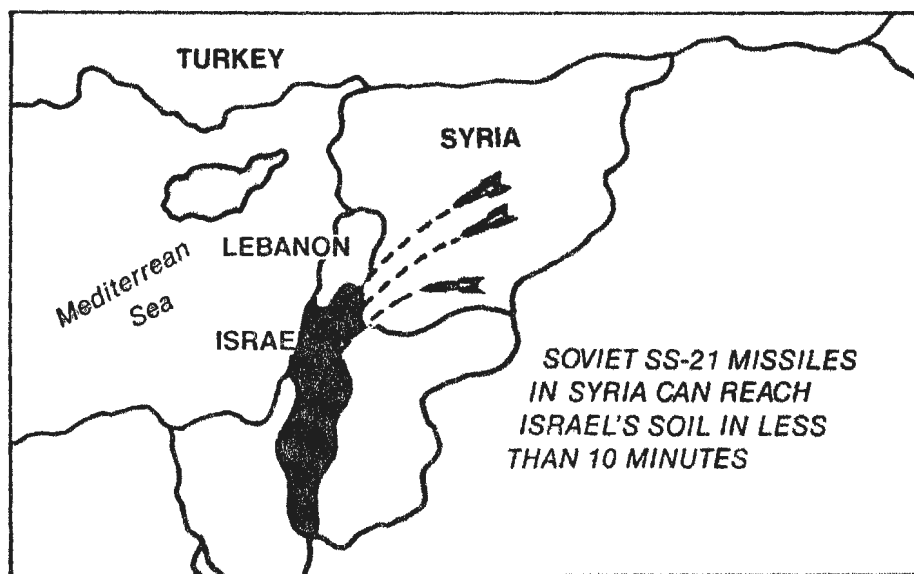 TURKEY
SYRIA
LEBANON
Mediterrean
Sea
ISRAE
SOVIET SS-21 MISSILES
IN SYRIA CAN REACH
ISRAEL'S SOIL IN LESS
THAN 10 MINUTES